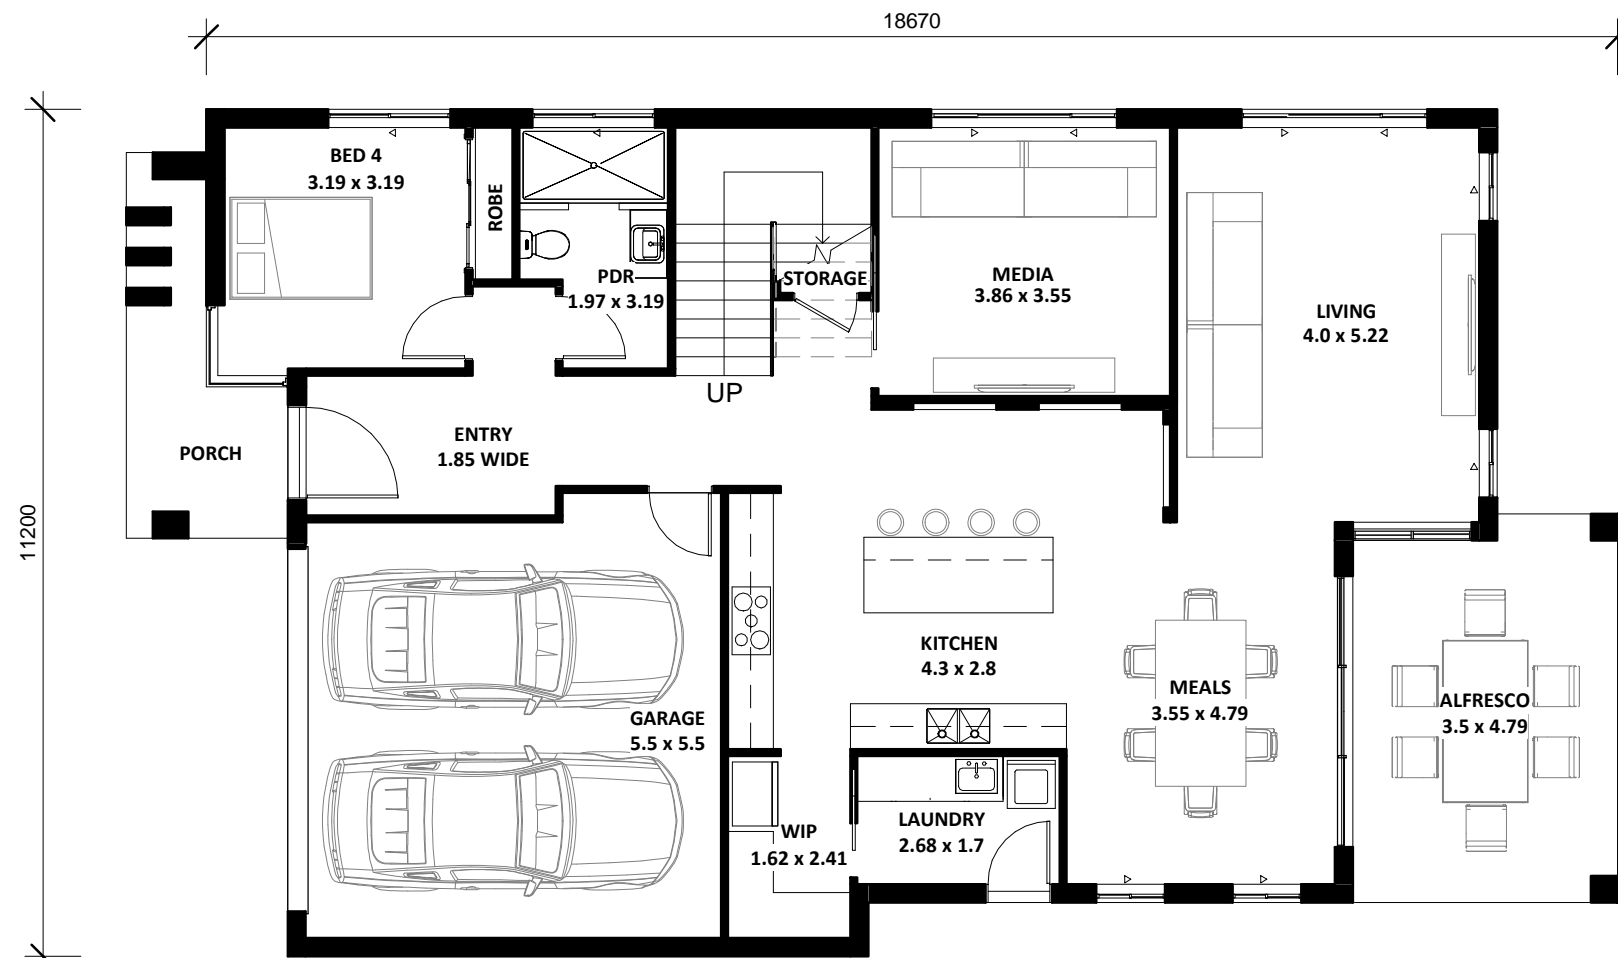 18670
BED 4
3.19 x 3.19
ROBE
PDR
1.97 x 3.19
STORAGE
MEDIA
3.86 x 3.55
LIVING
4.0 x 5.22
UP
ENTRY
1.85 WIDE
PORCH
11200
KITCHEN
4.3 x 2.8
MEALS
3.55 x 4.79
ALFRESCO
3.5 x 4.79
GARAGE
5.5 x 5.5
WIP
1.62 x 2.41
LAUNDRY
2.68 x 1.7